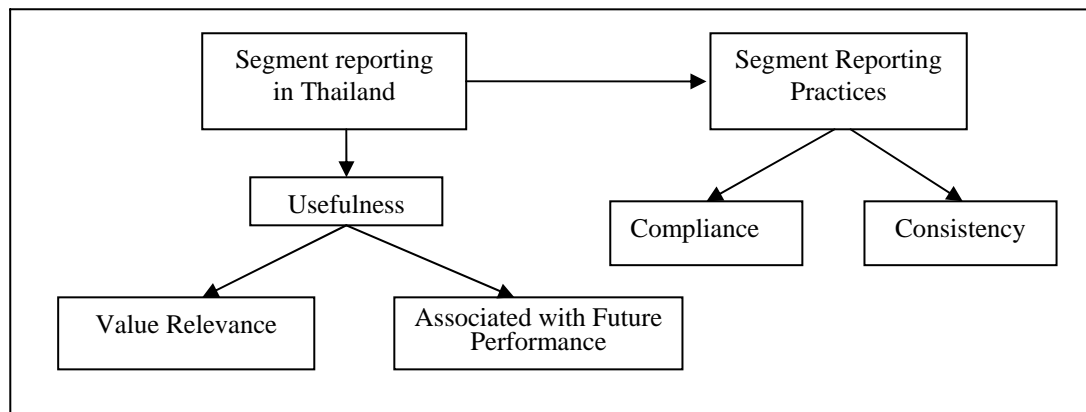 Segment reporting
in Thailand
Segment Reporting
Practices
Usefulness
Compliance
Consistency
Value Relevance
Associated with Future
Performance